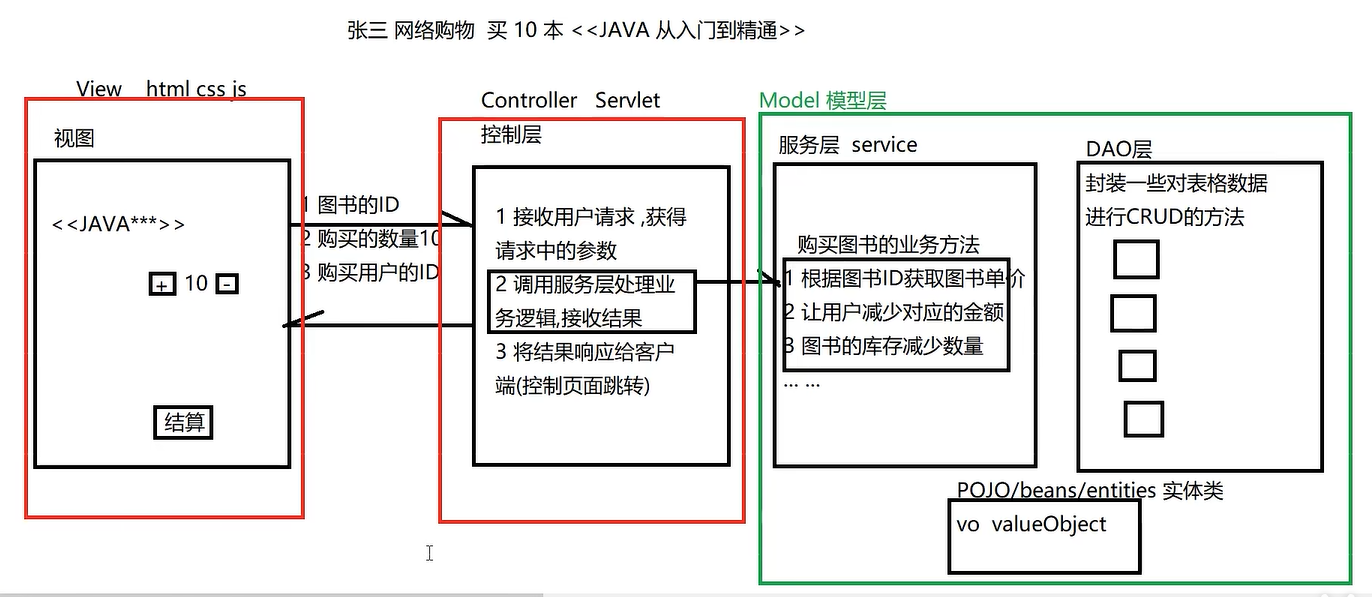 张三 网络购物 买 10 本 <<JAVA 从入门到精通>>
View html css js
视图
<<JAVA***>>
+ 10 -
结算
1 图书的ID
2 购买的数量10
3 购买用户的ID
Controller Servlet
控制层
1 接收用户请求 ,获得
请求中的参数
2 调用服务层处理业
务逻辑,接收结果
3 将结果响应给客户
端(控制页面跳转)
Model 模型层
服务层 service
购买图书的业务方法
1 根据图书ID获取图书单价
2 让用户减少对应的金额
3 图书的库存减少数量
... ...
DAO层
封装一些对表格数据
进行CRUD的方法
POJO/beans/entities 实体类
vo valueObject